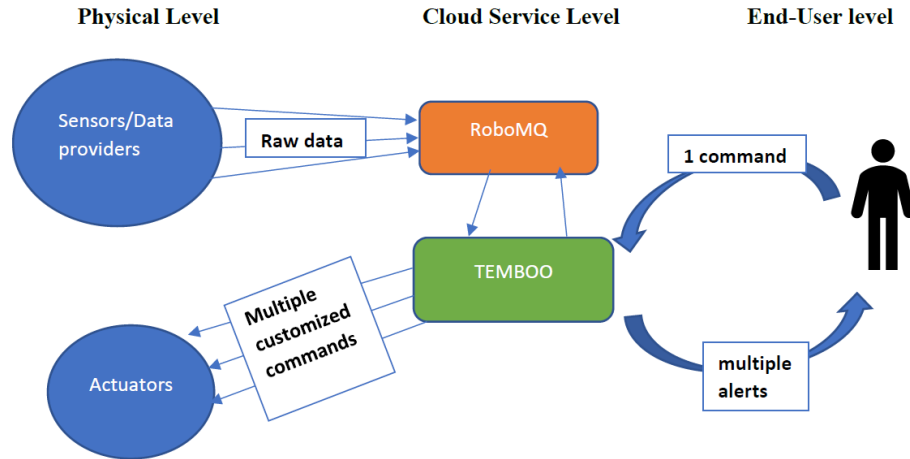 Physical Level
Cloud Service Level
End-User level
Sensors/Data
providers
Raw data
RoboMQ
1 command
TEMBOO
Multiple
customized
commands
Actuators
multiple
alerts